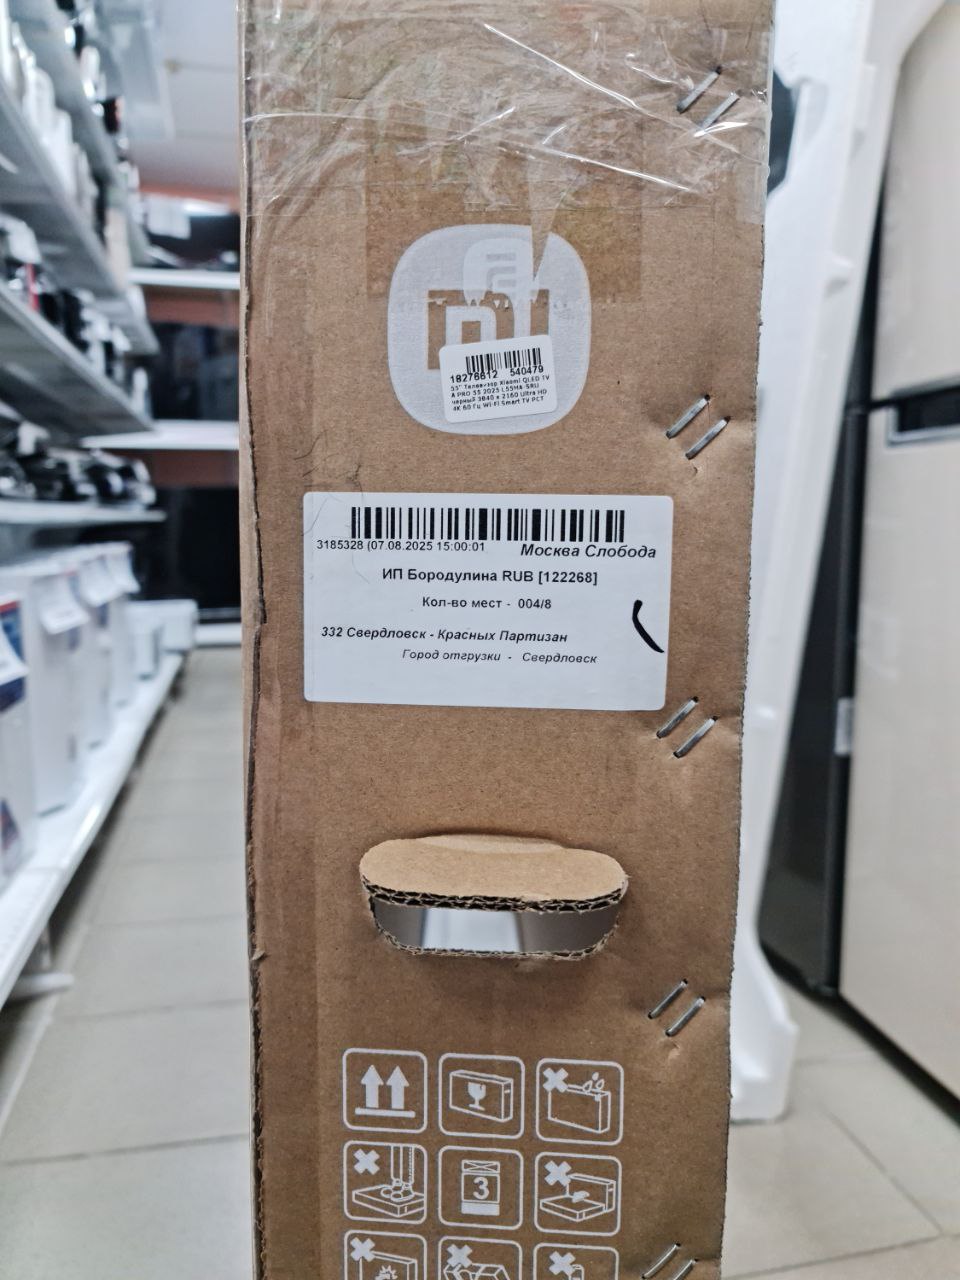 18276612 540479
55" Телевизор Xiaomi QLED TV
A PRO 55 2025 L55MA-SRU
черный 3840 x 2160 Ultra HD
4K 60 Гц Wi-Fi Smart TV РСТ
3185328 (07.08.2025 15:00:01 Москва Слобода
ИП Бородулина RUB [122268]
Кол-во мест - 004/8
332 Свердловск - Красных Партизан
Город отгрузки - Свердловск
3